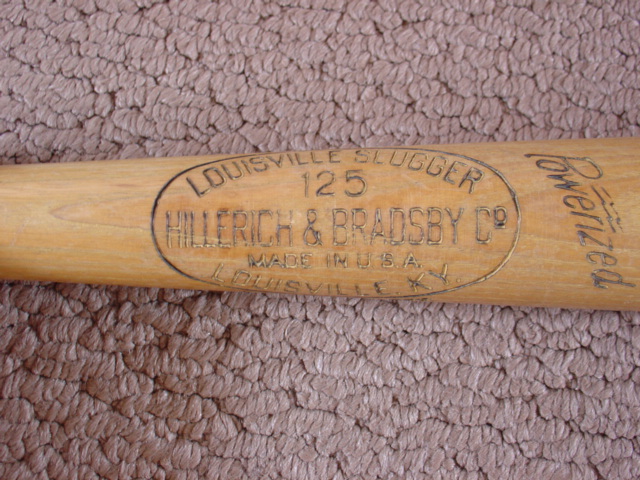 LOUISVILLE SLUGGER
125
HILLERICH & BRADSBY Cº
MADE IN U.S.A.
LOUISVILLE KY.
Powerized